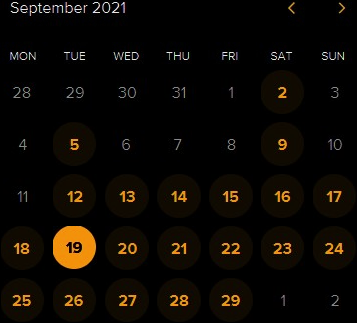 September 2021 < >
MON TUE WED THU FRI SAT SUN
28 29 30 31 1 2 3
4 5 6 7 8 9 10
11 12 13 14 15 16 17
18 19 20 21 22 23 24
25 26 27 28 29 1 2